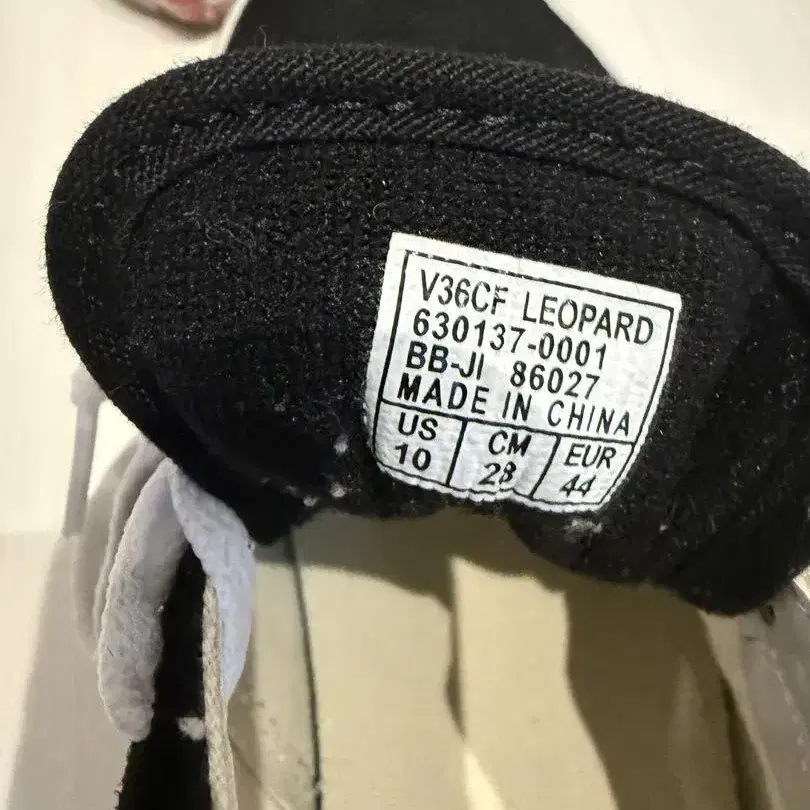 V36CF LEOPARD
630137-0001
BB-JI 86027
MADE IN CHINA
US CM EUR
10 28 44